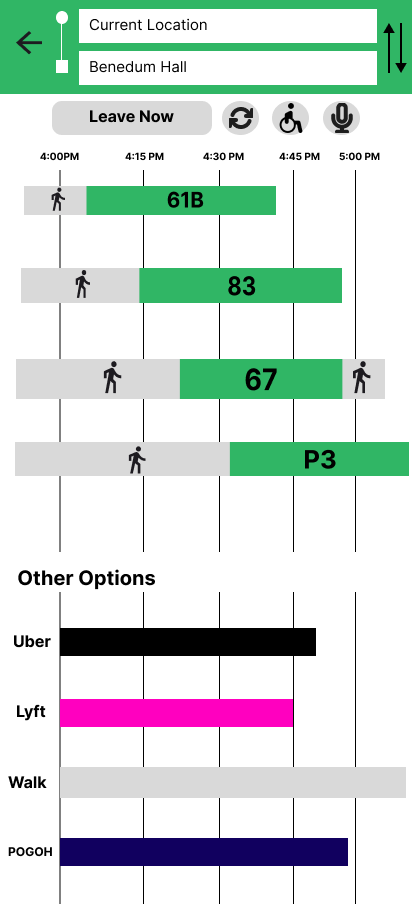 Current Location
Benedum Hall
Leave Now
4:00PM 4:15 PM 4:30 PM 4:45 PM 5:00 PM
61B
83
67
P3
Other Options
Uber
Lyft
Walk
POGOH